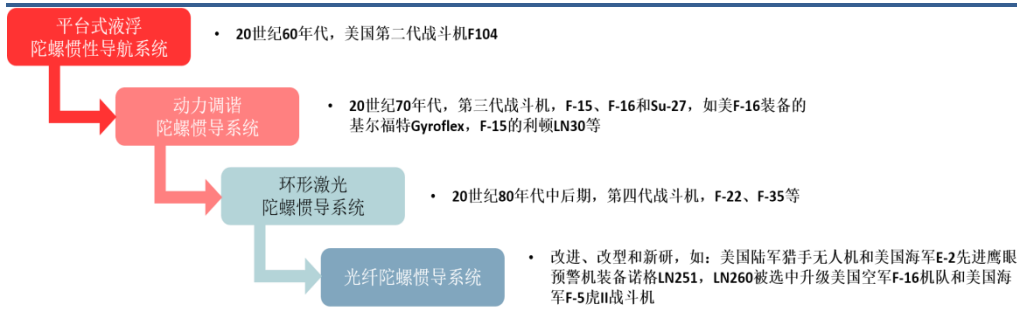 平台式液浮
陀螺惯性导航系统
• 20世纪60年代，美国第二代战斗机F104
动力调谐
陀螺惯导系统
• 20世纪70年代，第三代战斗机，F-15、F-16和Su-27，如美F-16装备的
基尔福特Gyroflex，F-15的利顿LN30等
环形激光
陀螺惯导系统
• 20世纪80年代中后期，第四代战斗机，F-22、F-35等
光纤陀螺惯导系统
• 改进、改型和新研，如：美国陆军猎手无人机和美国海军E-2先进鹰眼
预警机装备诺格LN251，LN260被选中升级美国空军F-16机队和美国海
军F-5虎II战斗机